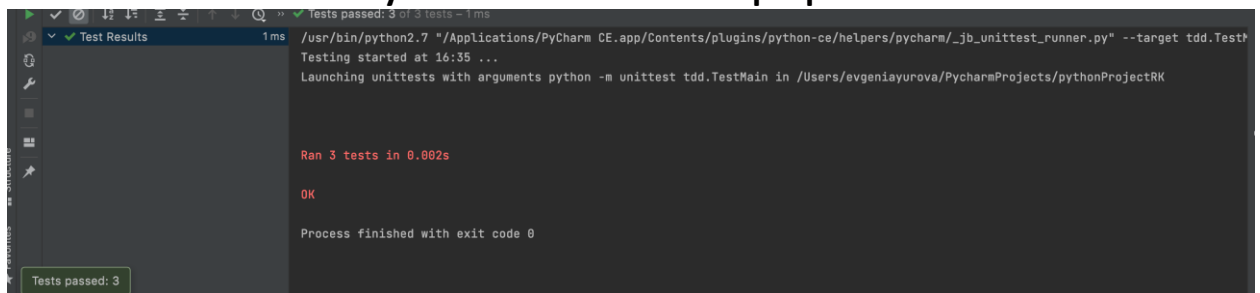 Tests passed: 3 of 3 tests – 1 ms
Test Results 1 ms
/usr/bin/python2.7 "/Applications/PyCharm CE.app/Contents/plugins/python-ce/helpers/pycharm/_jb_unittest_runner.py" --target tdd.TestM
Testing started at 16:35 ...
Launching unittests with arguments python -m unittest tdd.TestMain in /Users/evgeniayurova/PycharmProjects/pythonProjectRK
Ran 3 tests in 0.002s
OK
Process finished with exit code 0
Structure
Favorites
Tests passed: 3